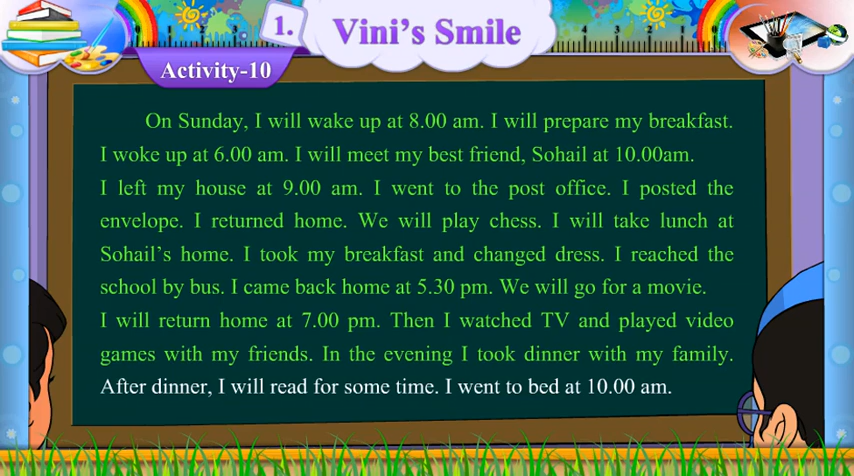 1.
Vini's Smile
Activity-10
On Sunday, I will wake up at 8.00 am. I will prepare my breakfast.
I woke up at 6.00 am. I will meet my best friend, Sohail at 10.00am.
I left my house at 9.00 am. I went to the post office. I posted the
envelope. I returned home. We will play chess. I will take lunch at
Sohail's home. I took my breakfast and changed dress. I reached the
school by bus. I came back home at 5.30 pm. We will go for a movie.
I will return home at 7.00 pm. Then I watched TV and played video
games with my friends. In the evening I took dinner with my family.
After dinner, I will read for some time. I went to bed at 10.00 am.